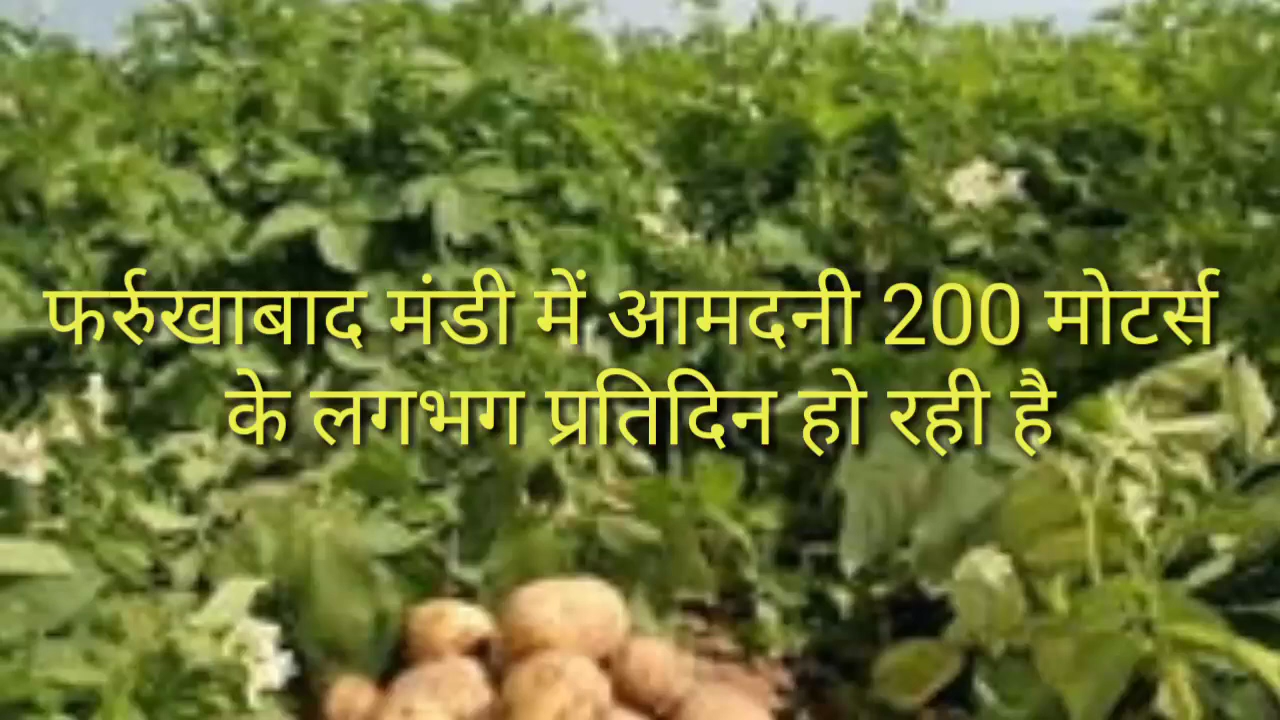 फर्रुखाबाद मंडी में आमदनी 200 मोटर्स
के लगभग प्रतिदिन हो रही है